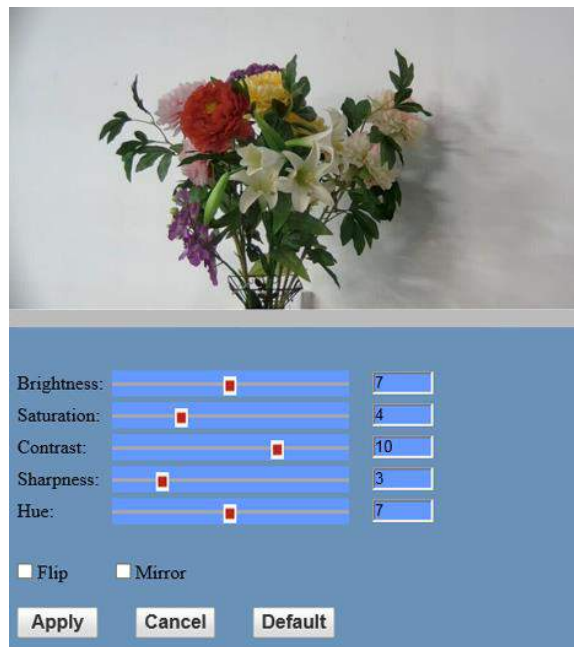 Brightness: 7
Saturation: 4
Contrast: 10
Sharpness: 3
Hue: 7
Flip Mirror
Apply Cancel Default